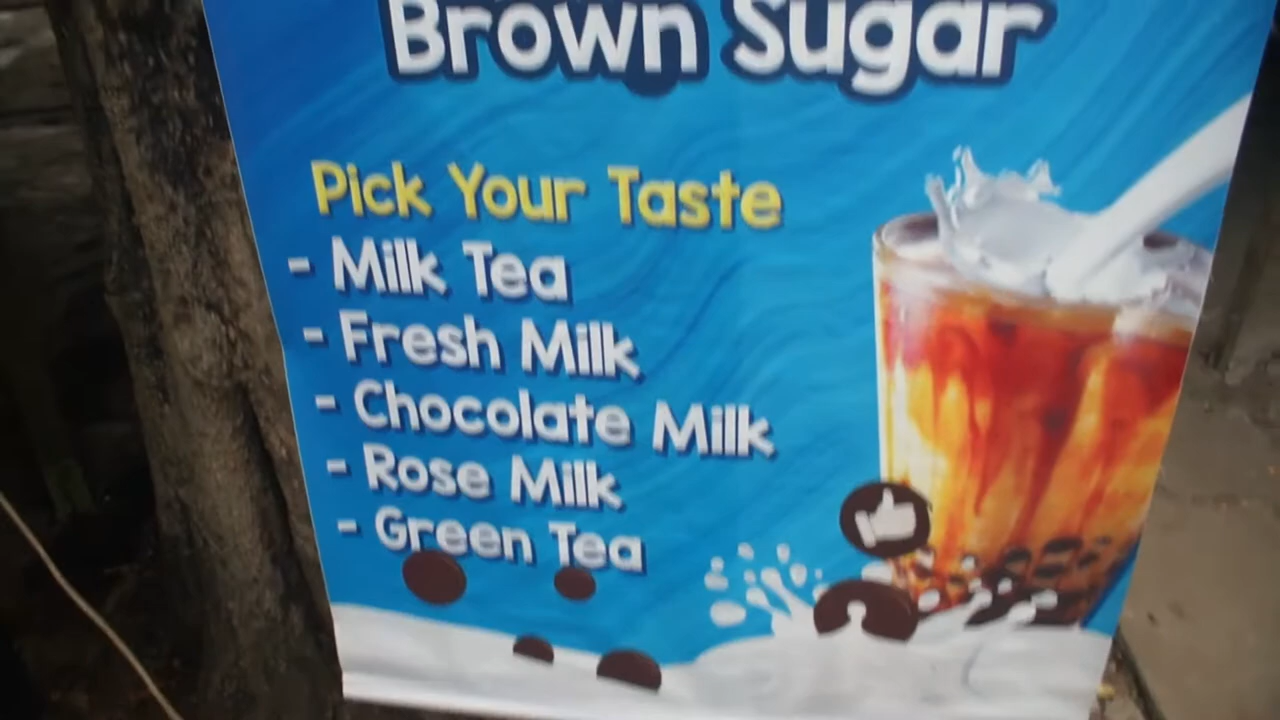 Brown Sugar
Pick Your Taste
- Milk Tea
- Fresh Milk
- Chocolate Milk
- Rose Milk
- Green Tea